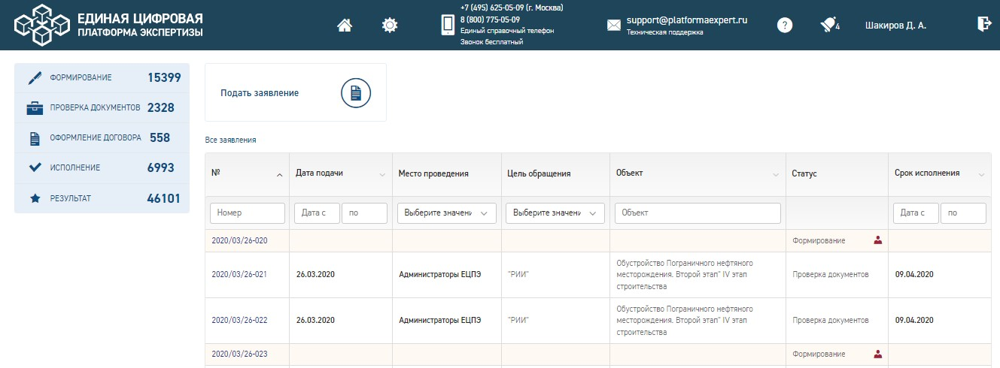 ЕДИНАЯ ЦИФРОВАЯ
ПЛАТФОРМА ЭКСПЕРТИЗЫ
+7 (495) 625-05-09 (г. Москва)
8 (800) 775-05-09
Единый справочный телефон
Звонок бесплатный
support@platformaexpert.ru
Техническая поддержка
?
4
Шакиров Д. А.
ФОРМИРОВАНИЕ 15399
ПРОВЕРКА ДОКУМЕНТОВ 2328
ОФОРМЛЕНИЕ ДОГОВОРА 558
ИСПОЛНЕНИЕ 6993
РЕЗУЛЬТАТ 46101
Подать заявление
Все заявления
№ Дата подачи Место проведения Цель обращения Объект Статус Срок исполнения
Номер Дата с по Выберите значени Выберите значени Объект Дата с по
2020/03/26-020 Формирование
2020/03/26-021 26.03.2020 Администраторы ЕЦПЭ "РИИ" Обустройство Пограничного нефтяного
месторождения. Второй этап" IV этап
строительства
Проверка документов 09.04.2020
2020/03/26-022 26.03.2020 Администраторы ЕЦПЭ "РИИ" Обустройство Пограничного нефтяного
месторождения. Второй этап" IV этап
строительства
Проверка документов 09.04.2020
2020/03/26-023 Формирование